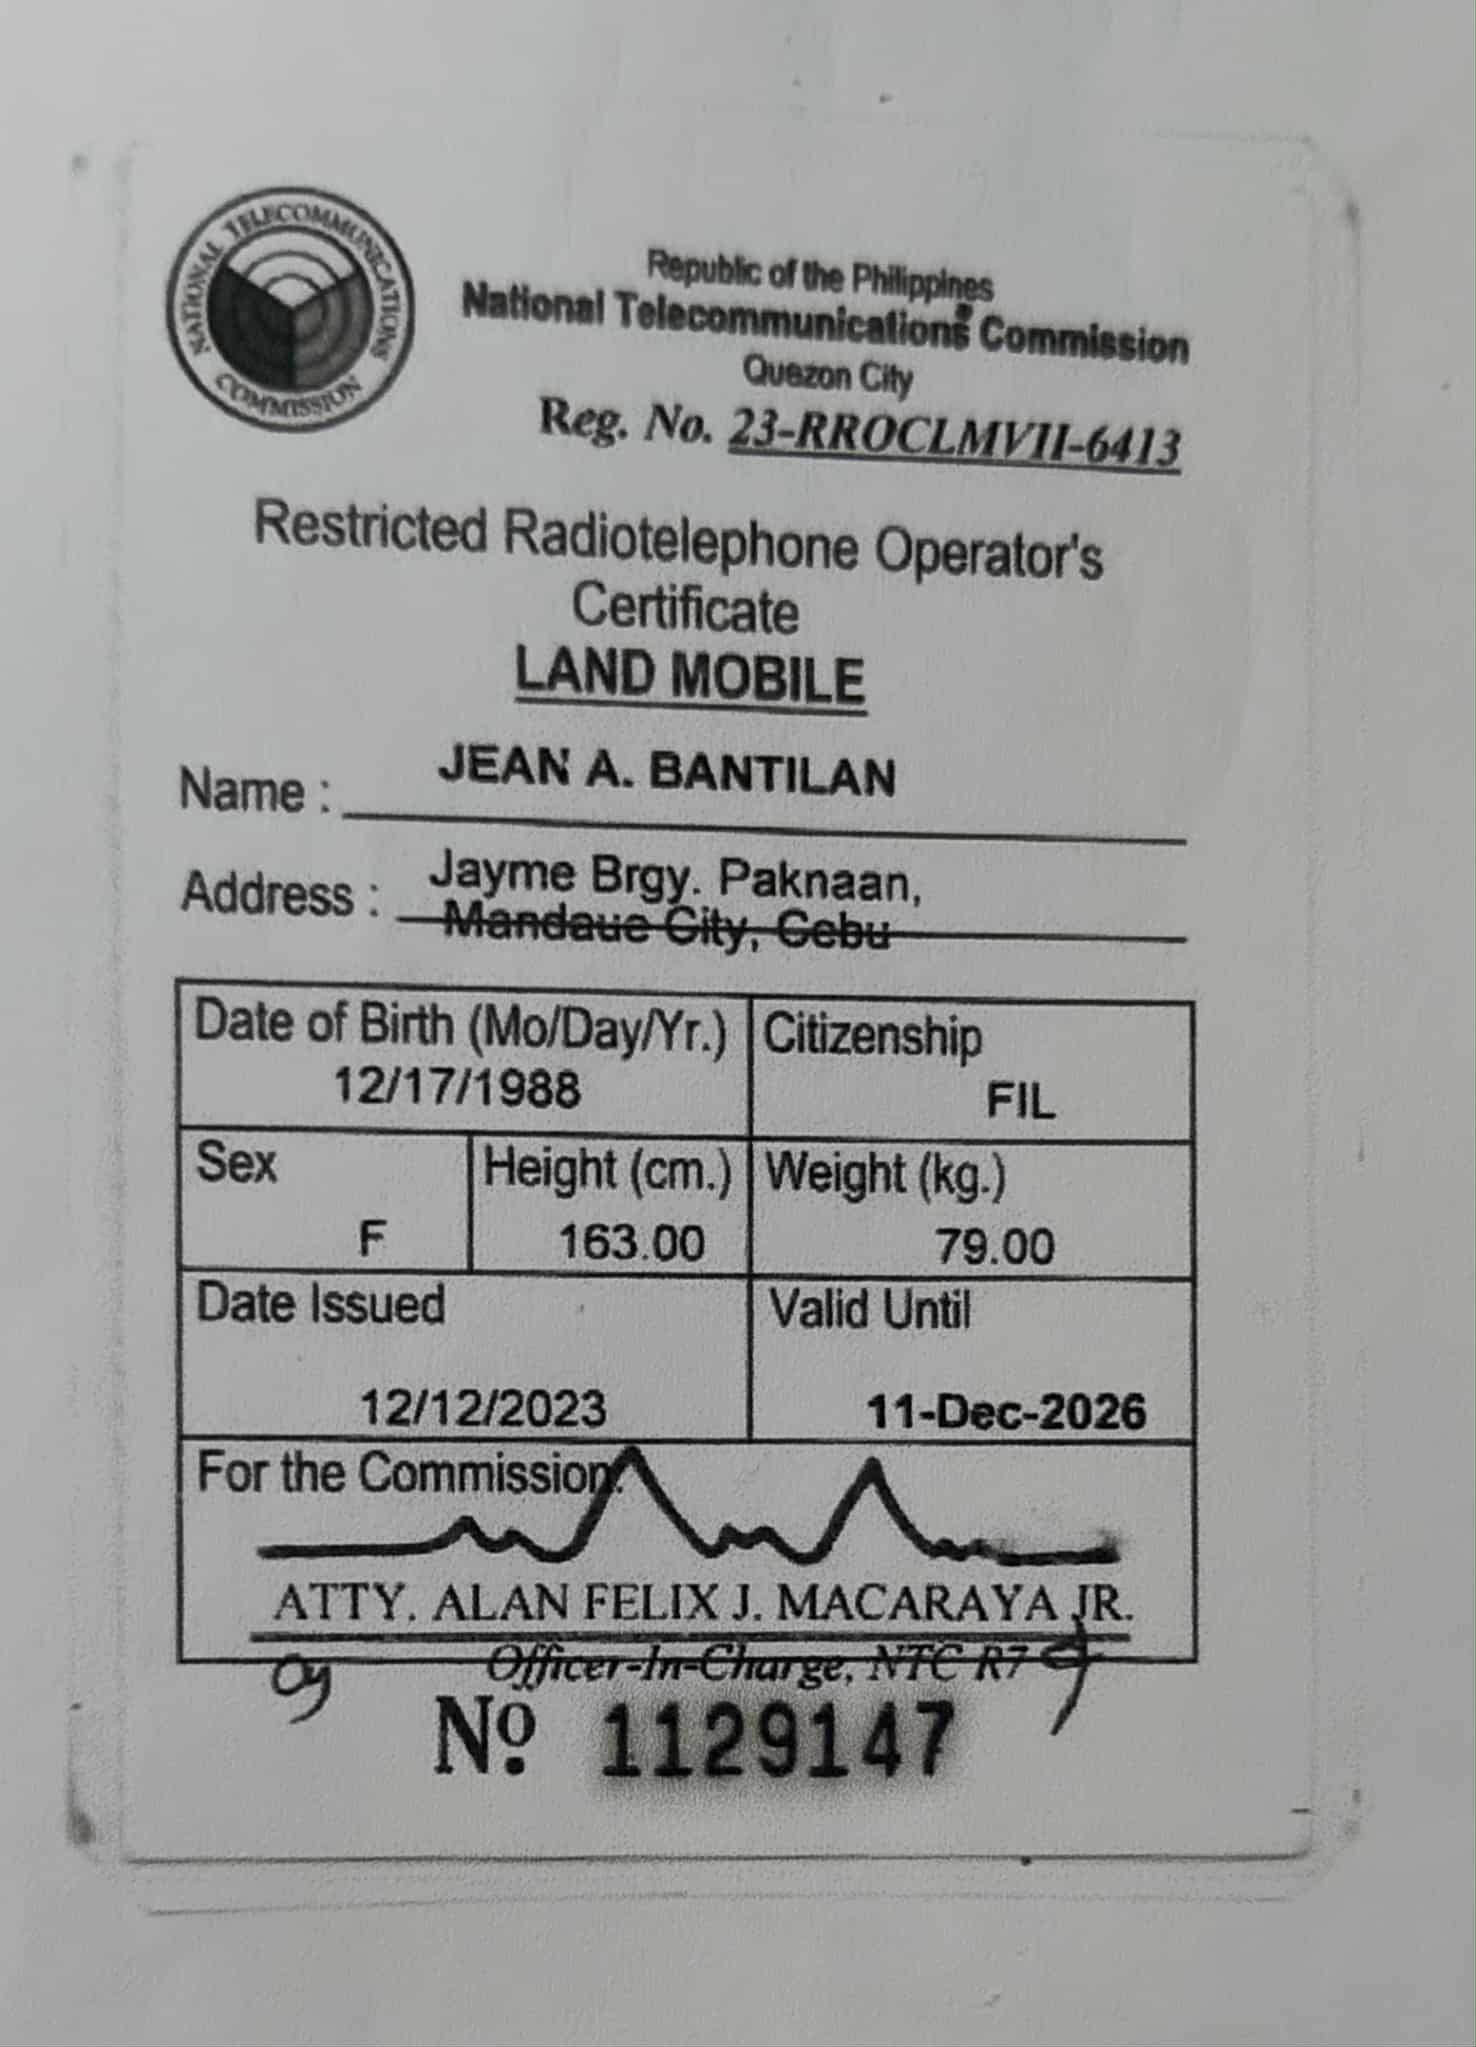 NATIONAL TELECOMMUNICATIONS COMMISSION
Republic of the Philippines
National Telecommunications Commission
Quezon City
Reg. No. 23-RROCLMVII-6413
Restricted Radiotelephone Operator's
Certificate
LAND MOBILE
Name : JEAN A. BANTILAN
Address : Jayme Brgy. Paknaan,
Mandaue City, Cebu
Date of Birth (Mo/Day/Yr.) Citizenship
12/17/1988 FIL
Sex Height (cm.) Weight (kg.)
F 163.00 79.00
Date Issued Valid Until
12/12/2023 11-Dec-2026
For the Commission:
ATTY. ALAN FELIX J. MACARAYA JR.
Officer-In-Charge, NTC R7
Nº 1129147